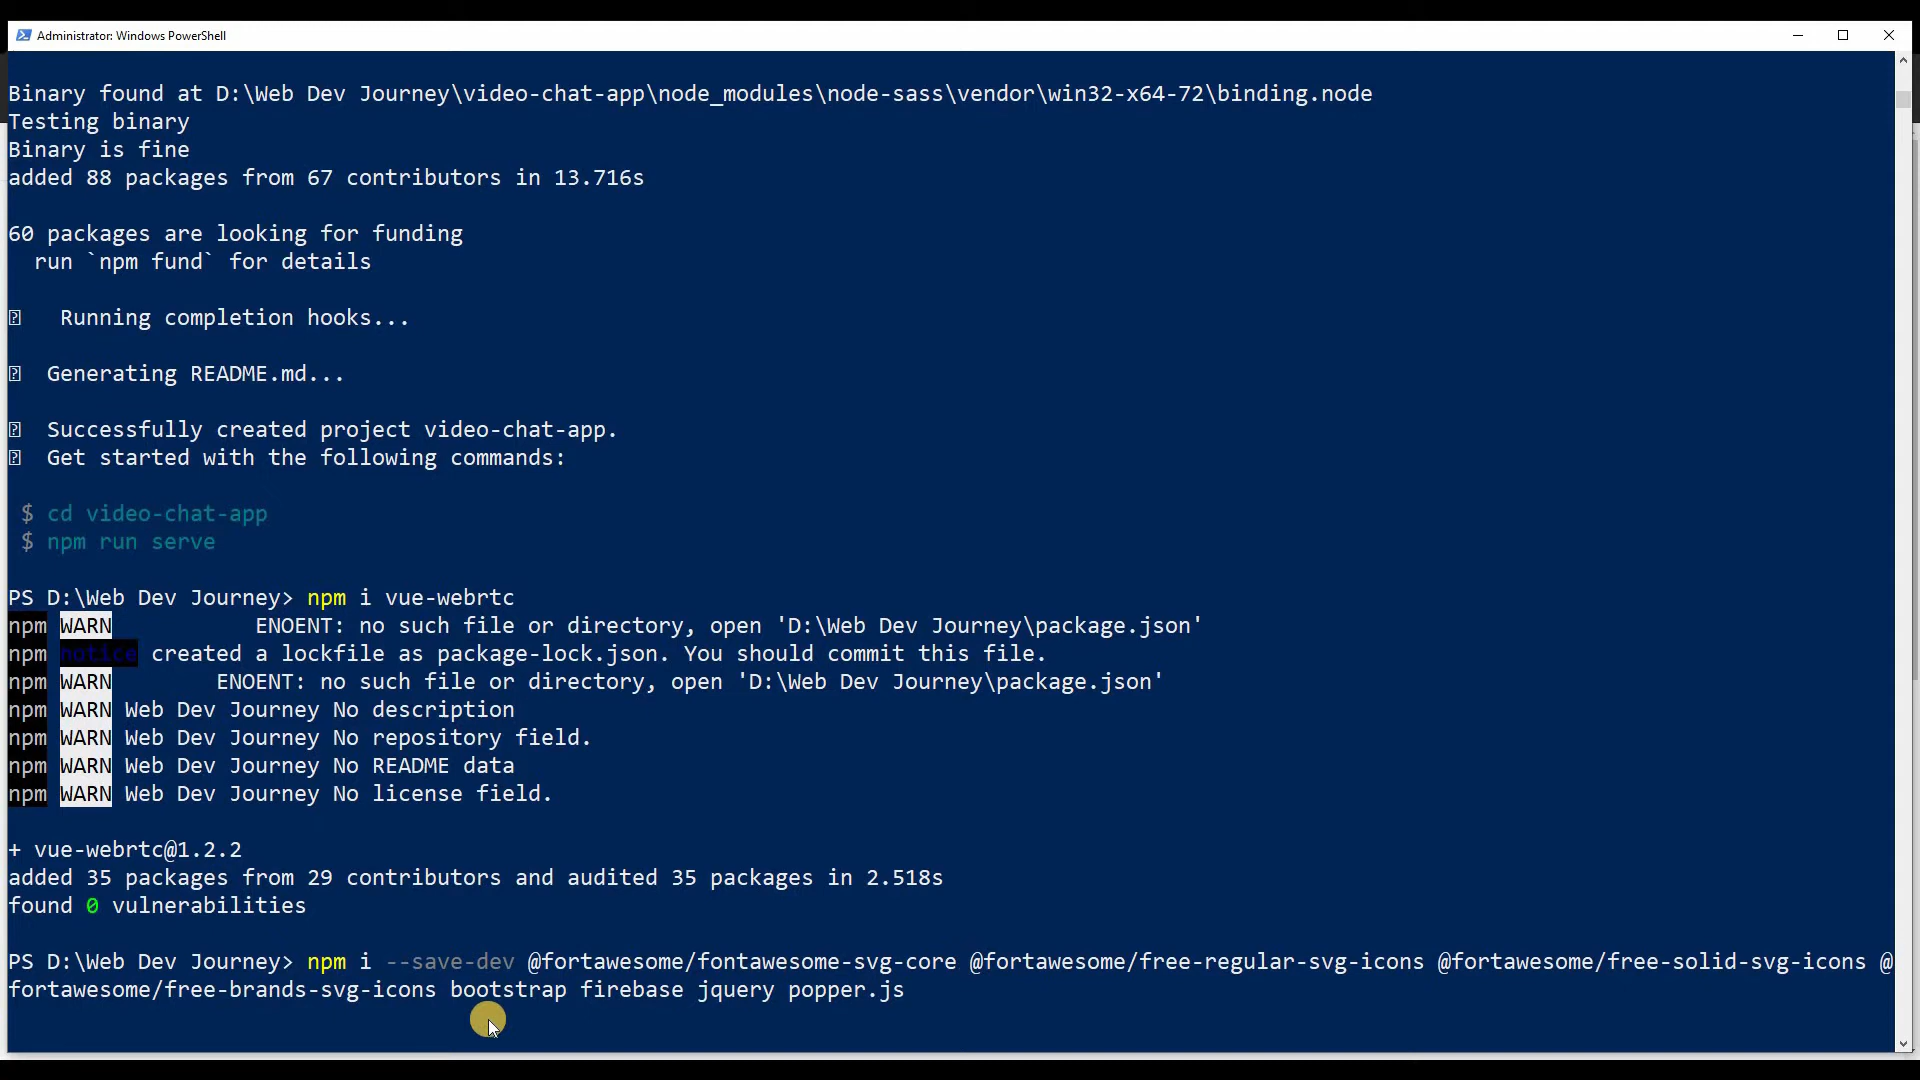 Administrator: Windows PowerShell
Binary found at D:\Web Dev Journey\video-chat-app\node_modules\node-sass\vendor\win32-x64-72\binding.node
Testing binary
Binary is fine
added 88 packages from 67 contributors in 13.716s
60 packages are looking for funding
run `npm fund` for details
Running completion hooks...
Generating README.md...
Successfully created project video-chat-app.
Get started with the following commands:
$ cd video-chat-app
$ npm run serve
PS D:\Web Dev Journey> npm i vue-webrtc
npm WARN ENOENT: no such file or directory, open 'D:\Web Dev Journey\package.json'
npm notice created a lockfile as package-lock.json. You should commit this file.
npm WARN ENOENT: no such file or directory, open 'D:\Web Dev Journey\package.json'
npm WARN Web Dev Journey No description
npm WARN Web Dev Journey No repository field.
npm WARN Web Dev Journey No README data
npm WARN Web Dev Journey No license field.
+ vue-webrtc@1.2.2
added 35 packages from 29 contributors and audited 35 packages in 2.518s
found 0 vulnerabilities
PS D:\Web Dev Journey> npm i --save-dev @fortawesome/fontawesome-svg-core @fortawesome/free-regular-svg-icons @fortawesome/free-solid-svg-icons @
fortawesome/free-brands-svg-icons bootstrap firebase jquery popper.js